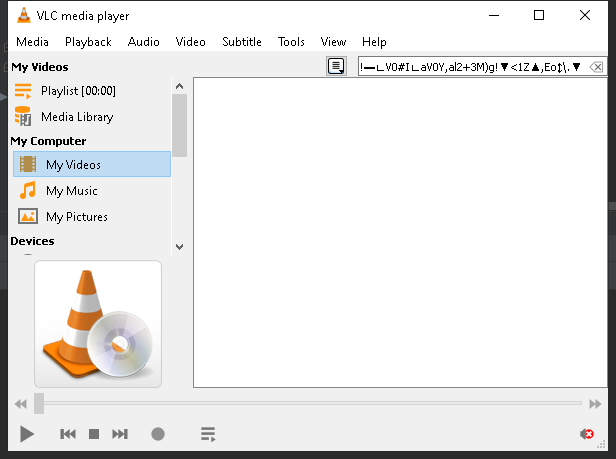 VLC media player
Media Playback Audio Video Subtitle Tools View Help
My Videos
!▬∟V0#I∟aV0Y,al2+3M)g!▼<1Z▲,Eo↨\.▼
Playlist [00:00]
Media Library
My Computer
My Videos
My Music
My Pictures
Devices